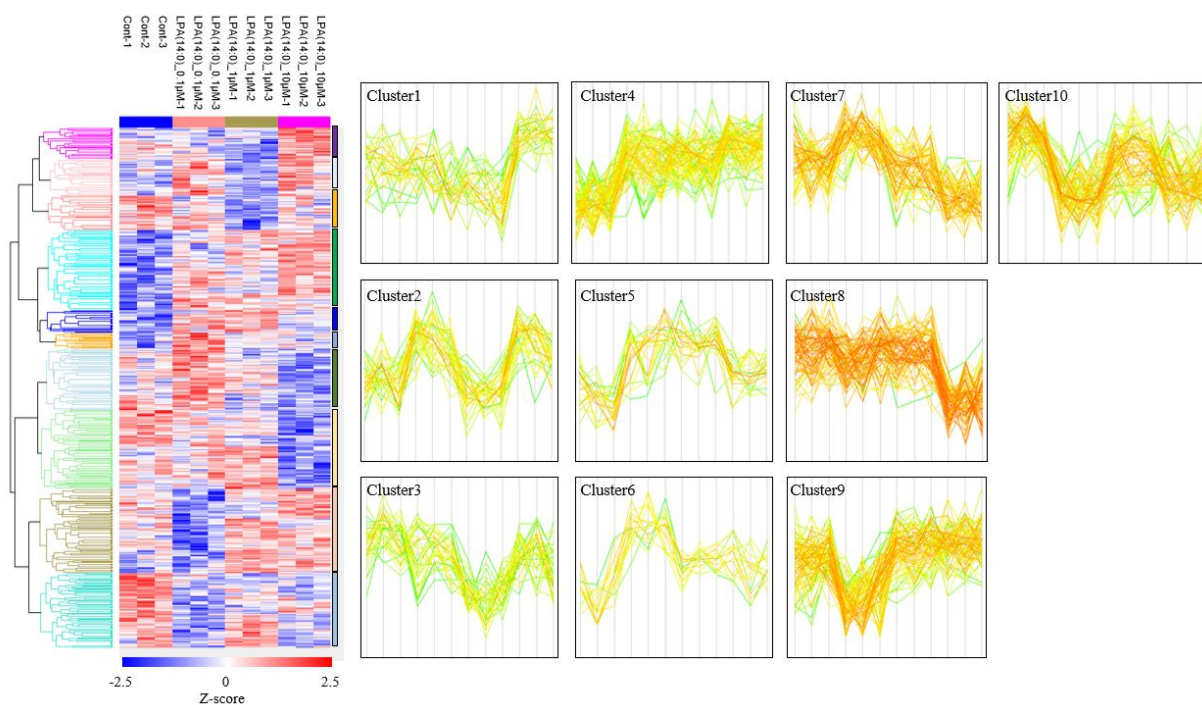 Cont-1
Cont-2
Cont-3
LPA(14:0)_0.1μM-1
LPA(14:0)_0.1μM-2
LPA(14:0)_0.1μM-3
LPA(14:0)_1μM-1
LPA(14:0)_1μM-2
LPA(14:0)_1μM-3
LPA(14:0)_10μM-1
LPA(14:0)_10μM-2
LPA(14:0)_10μM-3
Cluster1
Cluster4
Cluster7
Cluster10
Cluster2
Cluster5
Cluster8
Cluster3
Cluster6
Cluster9
-2.5 0 2.5
Z-score